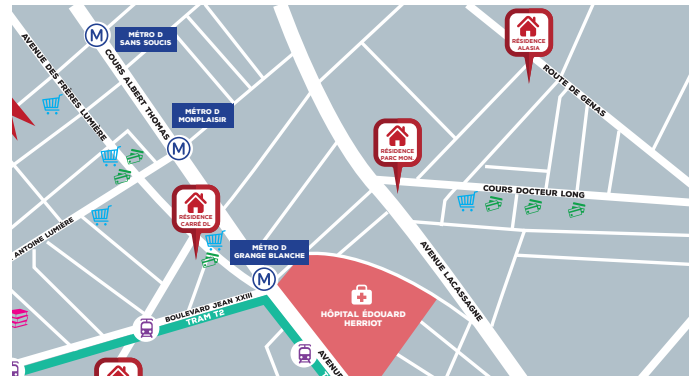 MÉTRO D
SANS SOUCIS
RÉSIDENCE
ALASIA
AVENUE DES FRÈRES LUMIÈRE
COURS ALBERT THOMAS
ROUTE DE GENAS
MÉTRO D
MONPLAISIR
RÉSIDENCE
PARC MON.
COURS DOCTEUR LONG
RÉSIDENCE
CARRÉ DL
ANTOINE LUMIÈRE
MÉTRO D
GRANGE BLANCHE
AVENUE LACASSAGNE
BOULEVARD JEAN XXIII
TRAM T2
HÔPITAL ÉDOUARD
HERRIOT
AVENUE
M
M
M